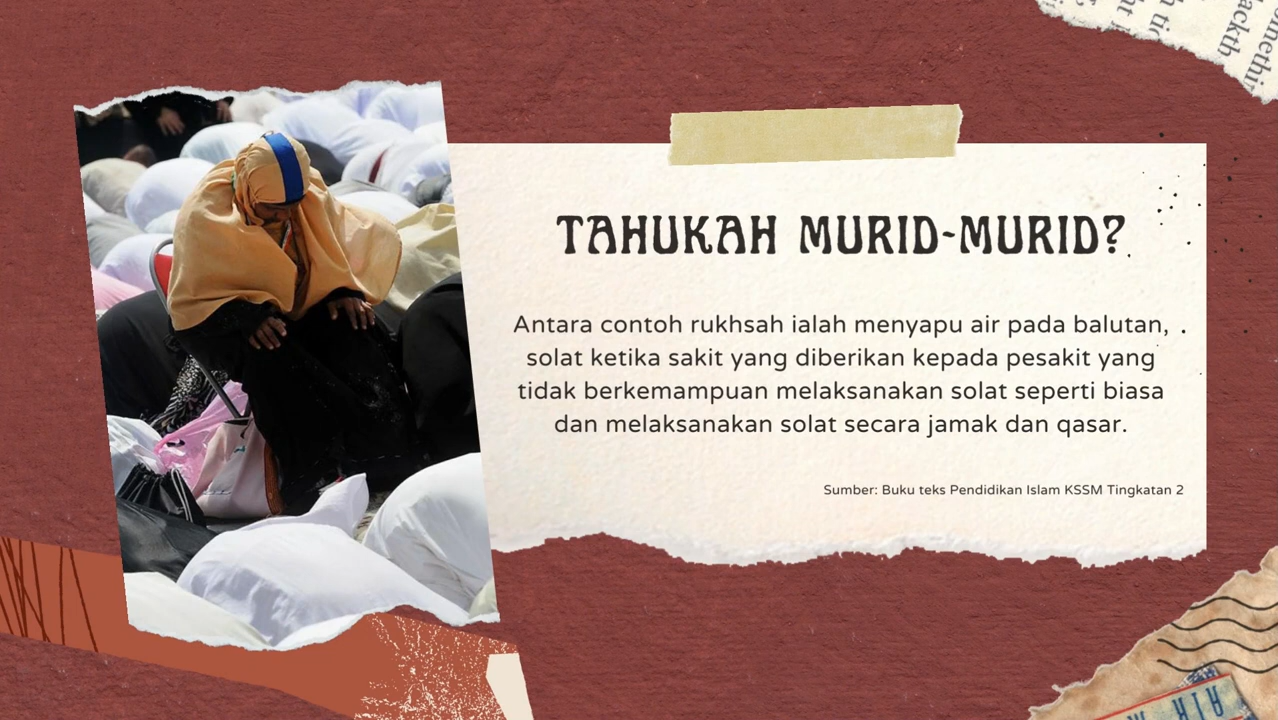 TAHUKAH MURID-MURID?
Antara contoh rukhsah ialah menyapu air pada balutan,
solat ketika sakit yang diberikan kepada pesakit yang
tidak berkemampuan melaksanakan solat seperti biasa
dan melaksanakan solat secara jamak dan qasar.
Sumber: Buku teks Pendidikan Islam KSSM Tingkatan 2
AIR